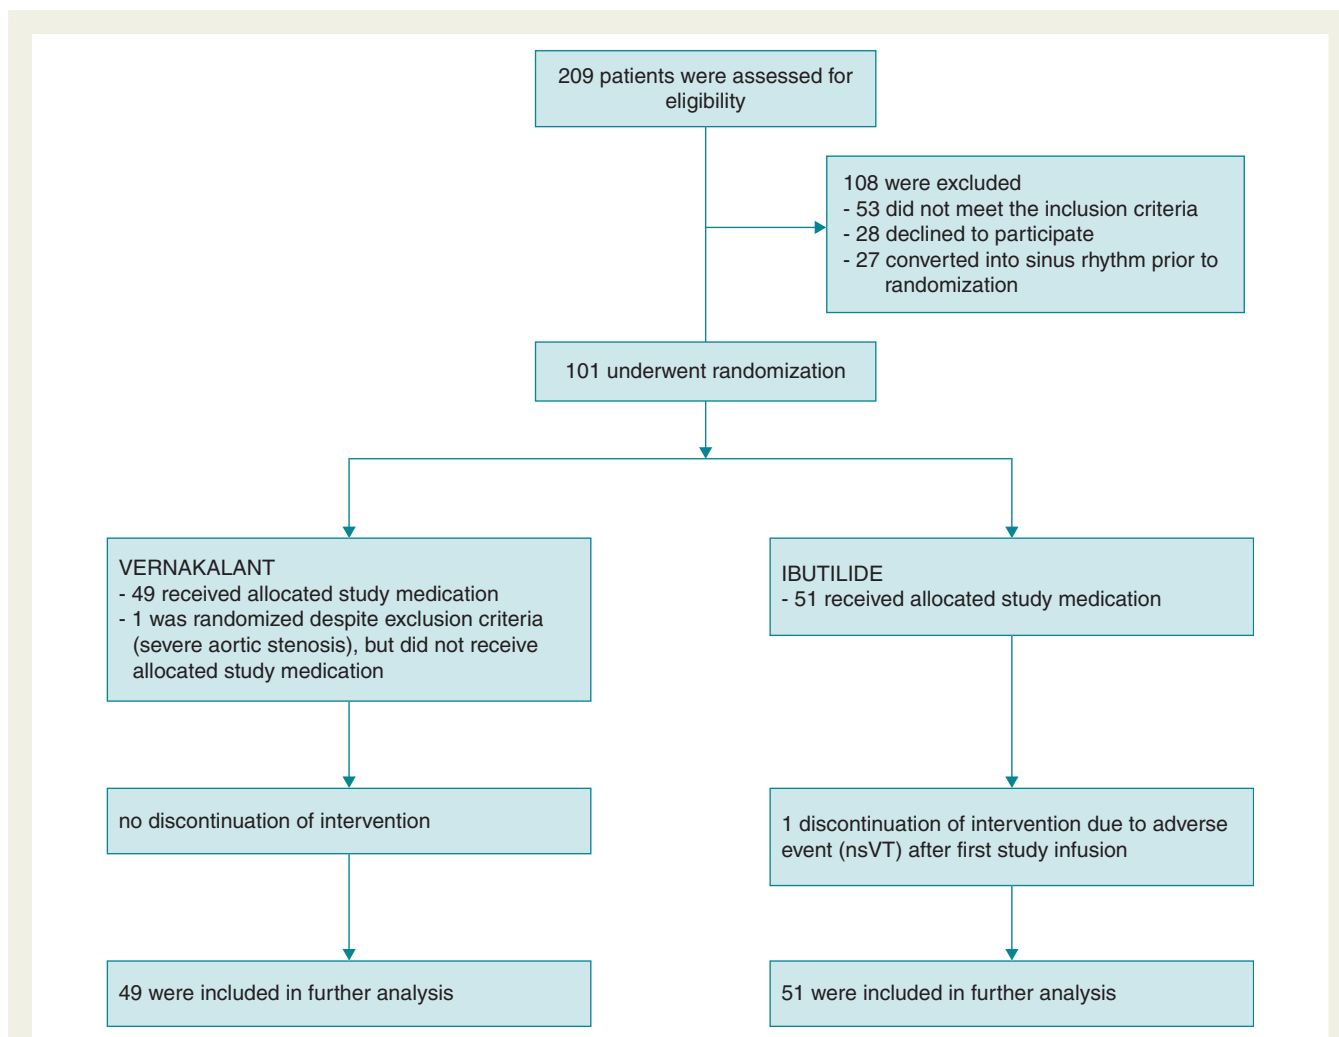 209 patients were assessed for
eligibility
108 were excluded
- 53 did not meet the inclusion criteria
- 28 declined to participate
- 27 converted into sinus rhythm prior to
randomization
101 underwent randomization
VERNAKALANT
- 49 received allocated study medication
- 1 was randomized despite exclusion criteria
(severe aortic stenosis), but did not receive
allocated study medication
IBUTILIDE
- 51 received allocated study medication
no discontinuation of intervention
1 discontinuation of intervention due to adverse
event (nsVT) after first study infusion
49 were included in further analysis
51 were included in further analysis